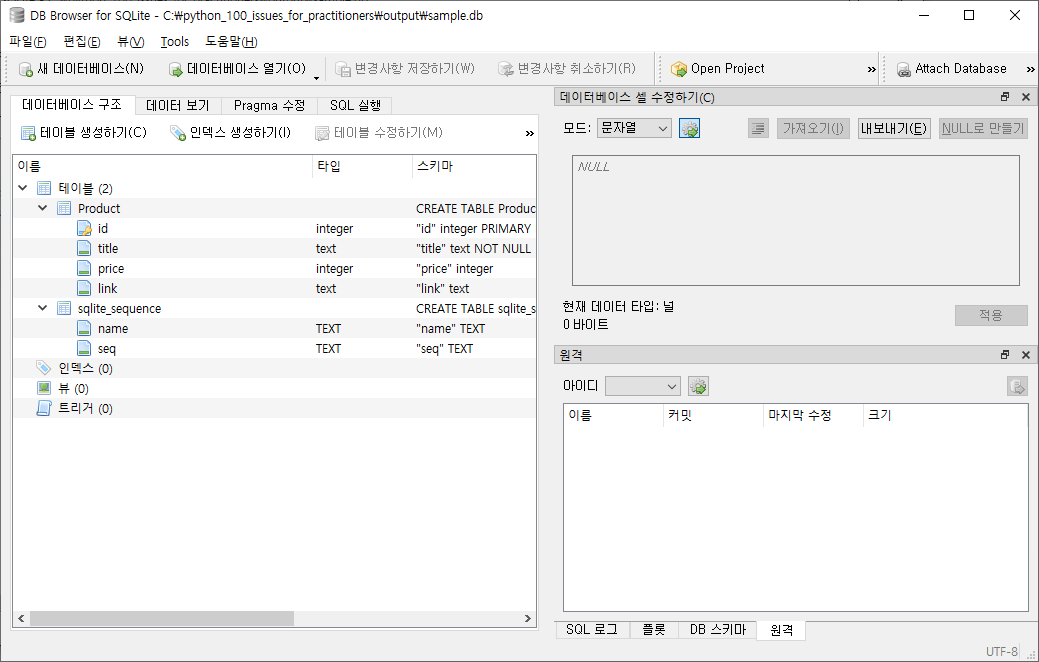 DB Browser for SQLite - C:₩python_100_issues_for_practitioners₩output₩sample.db
파일(F) 편집(E) 뷰(V) Tools 도움말(H)
새 데이터베이스(N) 데이터베이스 열기(O) 변경사항 저장하기(W) 변경사항 취소하기(R) Open Project » Attach Database »
데이터베이스 구조 데이터 보기 Pragma 수정 SQL 실행
테이블 생성하기(C) 인덱스 생성하기(I) 테이블 수정하기(M) »
이름 타입 스키마
테이블 (2)
Product CREATE TABLE Produc
id integer "id" integer PRIMARY
title text "title" text NOT NULL
price integer "price" integer
link text "link" text
sqlite_sequence CREATE TABLE sqlite_s
name TEXT "name" TEXT
seq TEXT "seq" TEXT
인덱스 (0)
뷰 (0)
트리거 (0)
데이터베이스 셀 수정하기(C)
모드: 문자열 가져오기(I) 내보내기(E) NULL로 만들기
NULL
현재 데이터 타입: 널
0 바이트
적용
원격
아이디
이름 커밋 마지막 수정 크기
SQL 로그 플롯 DB 스키마 원격
UTF-8